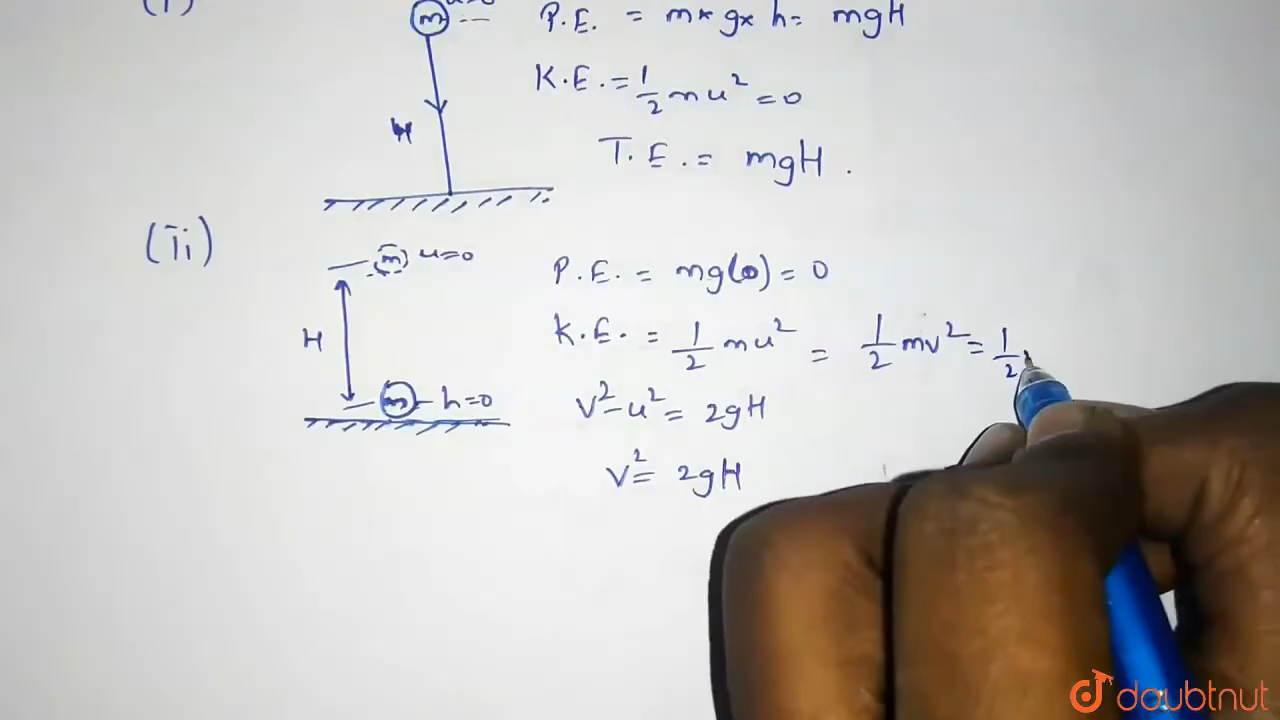 (i)
m
P.E. = m x g x h = mgH
K.E. = 1/2 mu² = 0
H
T.E. = mgH.
(ii)
m u=0
P.E. = mg(0) = 0
H
K.E. = 1/2 mu² = 1/2 mv² = 1/2
m h=0
v² - u² = 2gH
v² = 2gH
doubtnut